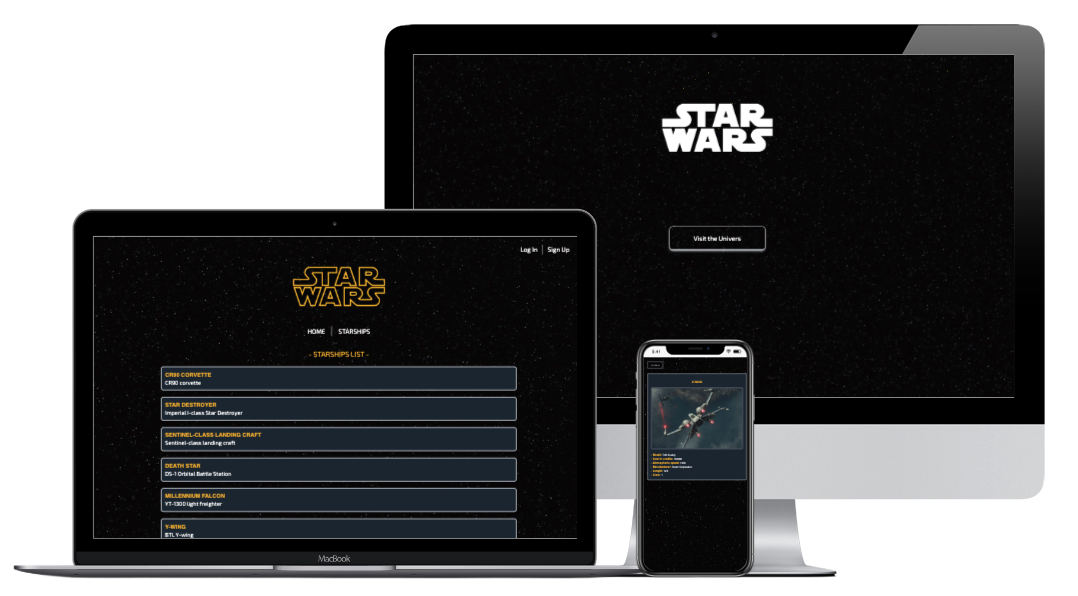 STAR
WARS
Visit the Univers
Log In | Sign Up
STAR
WARS
HOME | STARSHIPS
- STARSHIPS LIST -
CR90 CORVETTE
CR90 corvette
STAR DESTROYER
Imperial I-class Star Destroyer
SENTINEL-CLASS LANDING CRAFT
Sentinel-class landing craft
DEATH STAR
DS-1 Orbital Battle Station
MILLENNIUM FALCON
YT-1300 light freighter
Y-WING
BTL Y-wing
MacBook
9:41